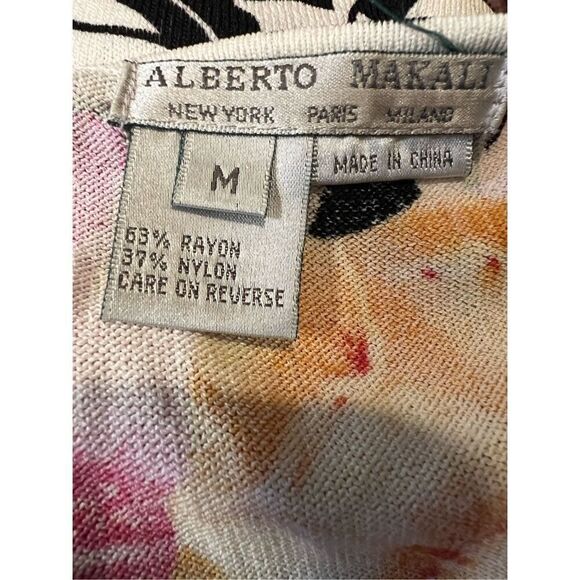 ALBERTO MAKALI
NEW YORK PARIS MILANO
M
MADE IN CHINA
63% RAYON
37% NYLON
CARE ON REVERSE